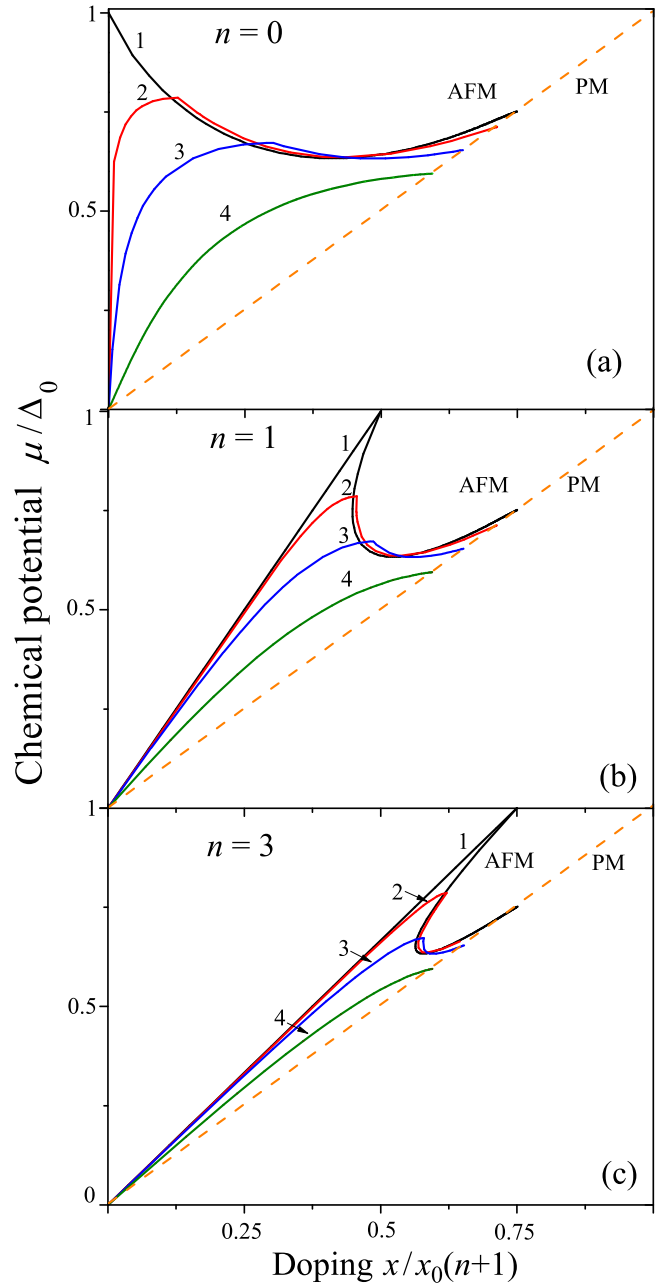 1
n = 0
1
2
3
4
AFM
PM
0.5
(a)
Chemical potential μ/Δ₀
1
n = 1
1
2
3
4
AFM
PM
0.5
(b)
1
n = 3
1
AFM
PM
2
3
4
0.5
(c)
0
0.25
0.5
0.75
Doping x/x₀(n+1)